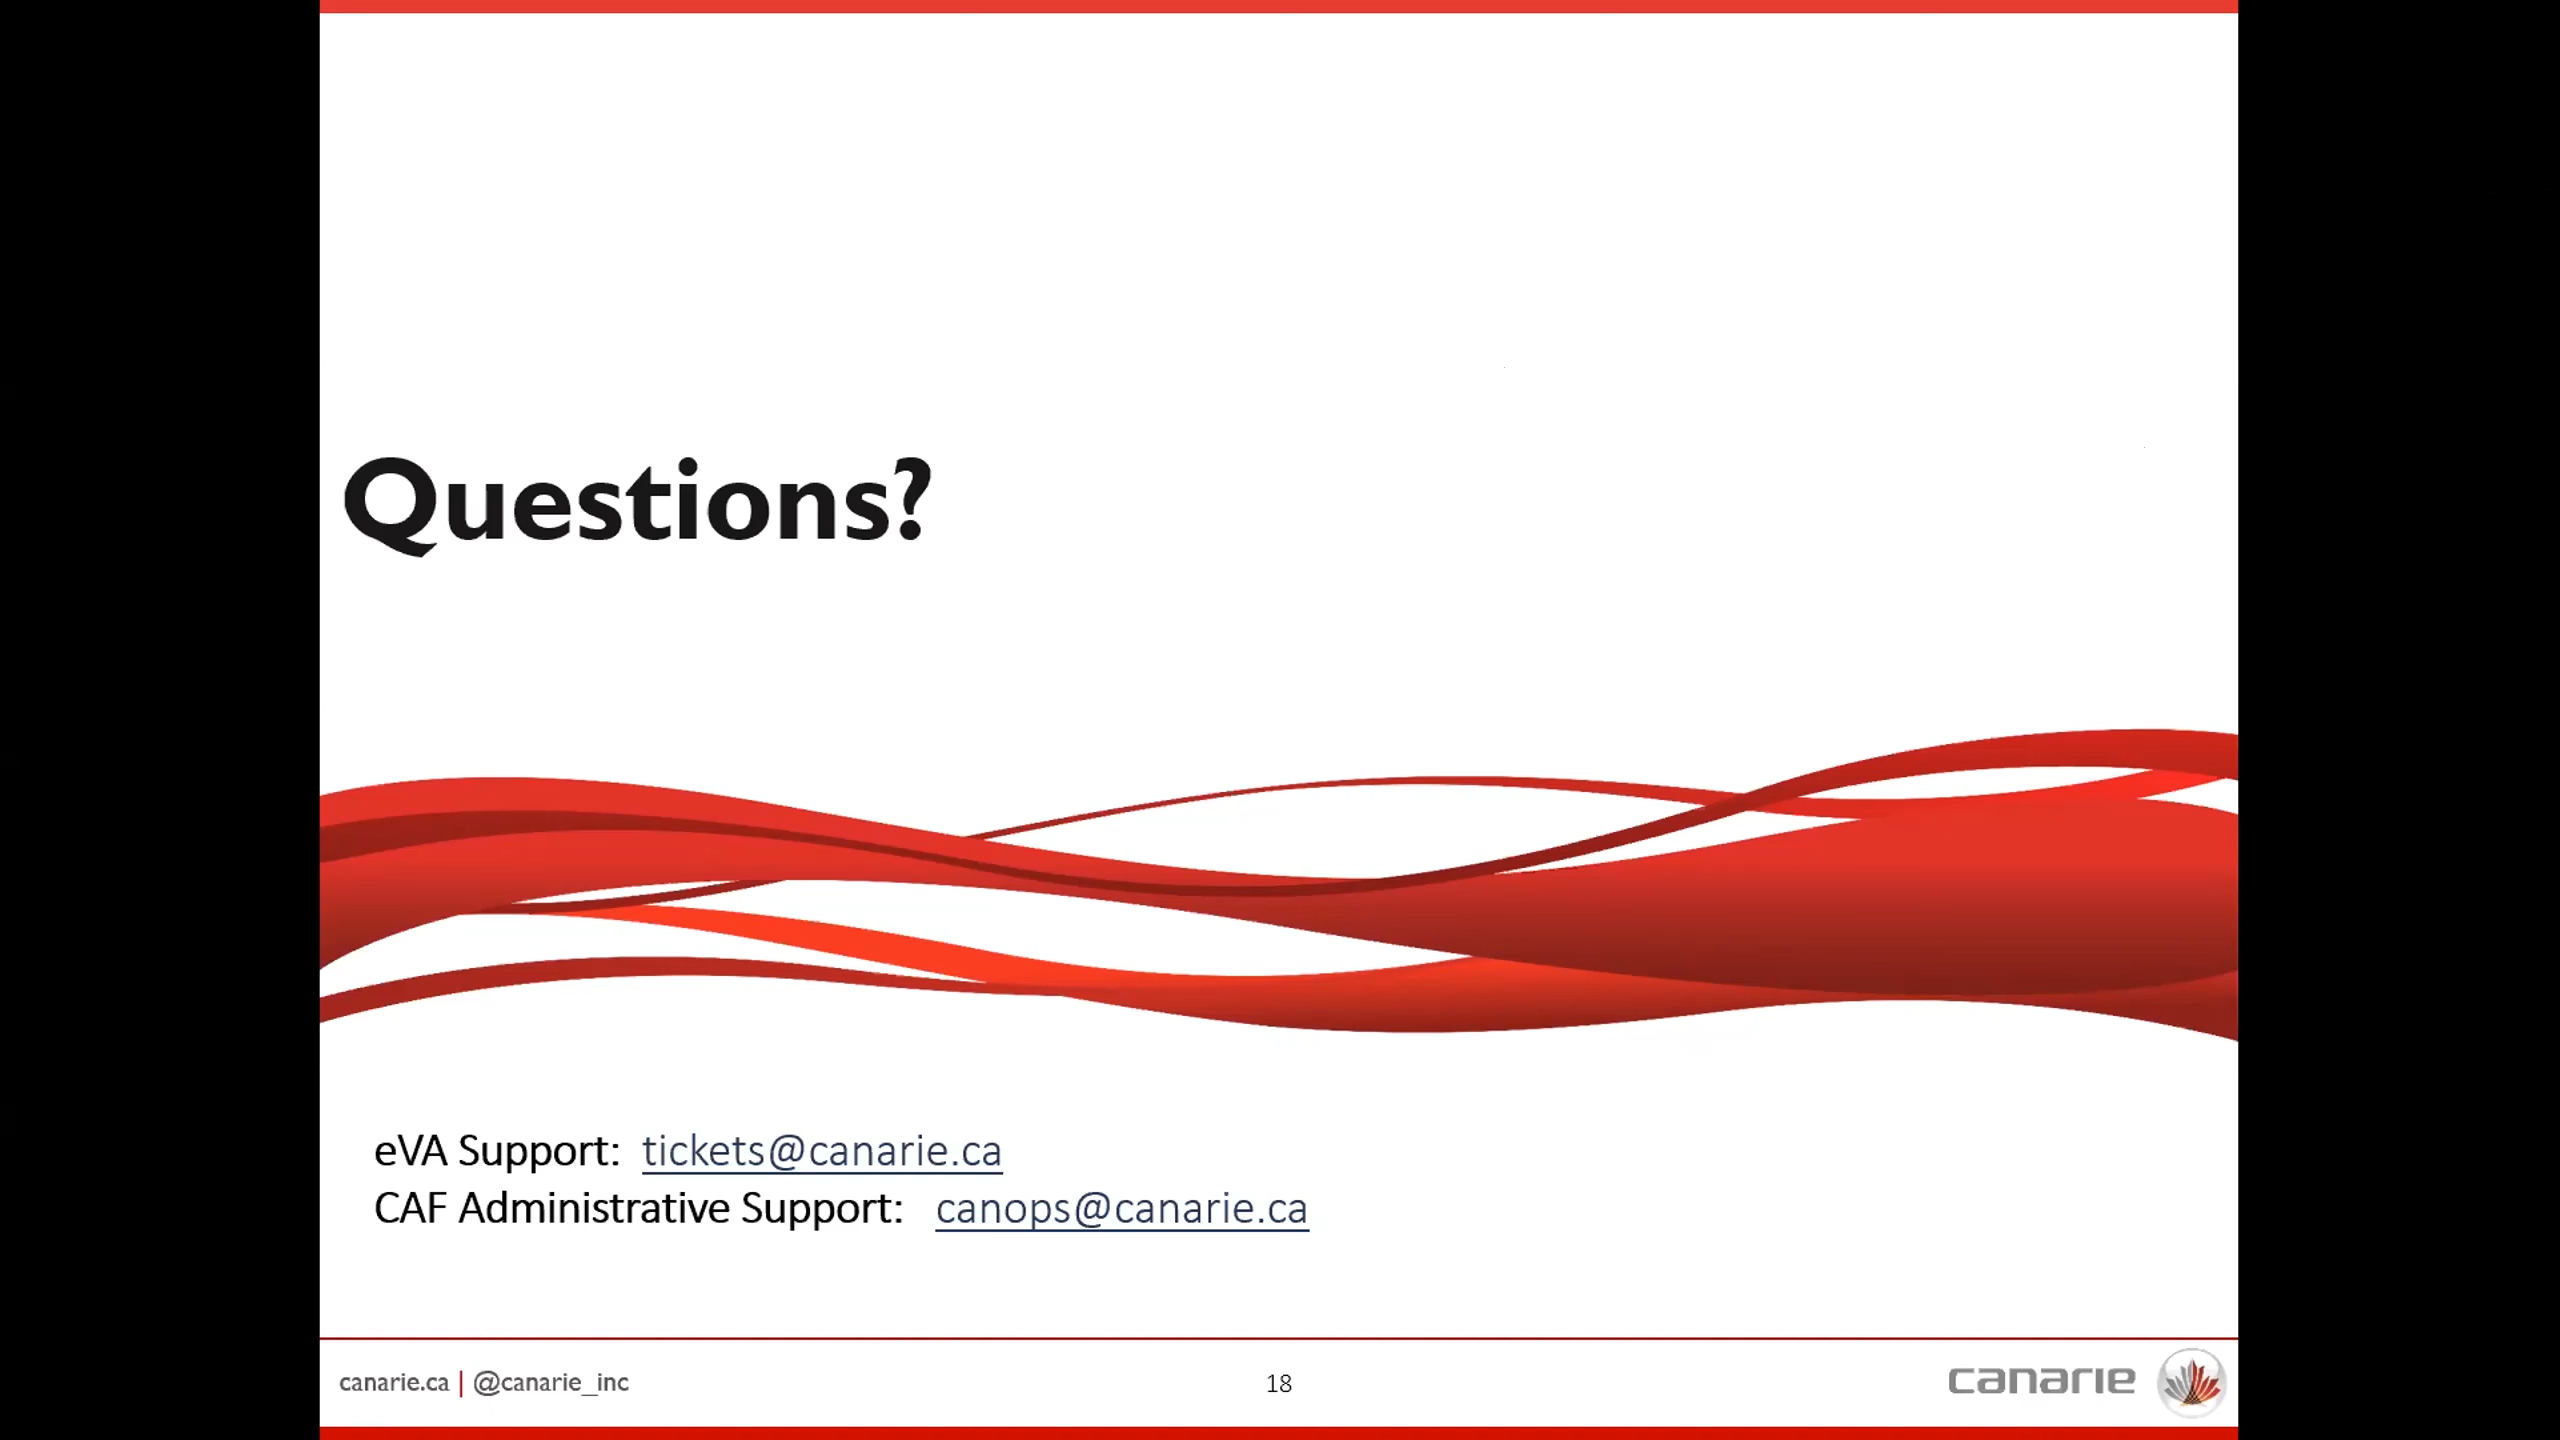 Questions?
eVA Support: tickets@canarie.ca
CAF Administrative Support: canops@canarie.ca
canarie.ca | @canarie_inc
18
canarie